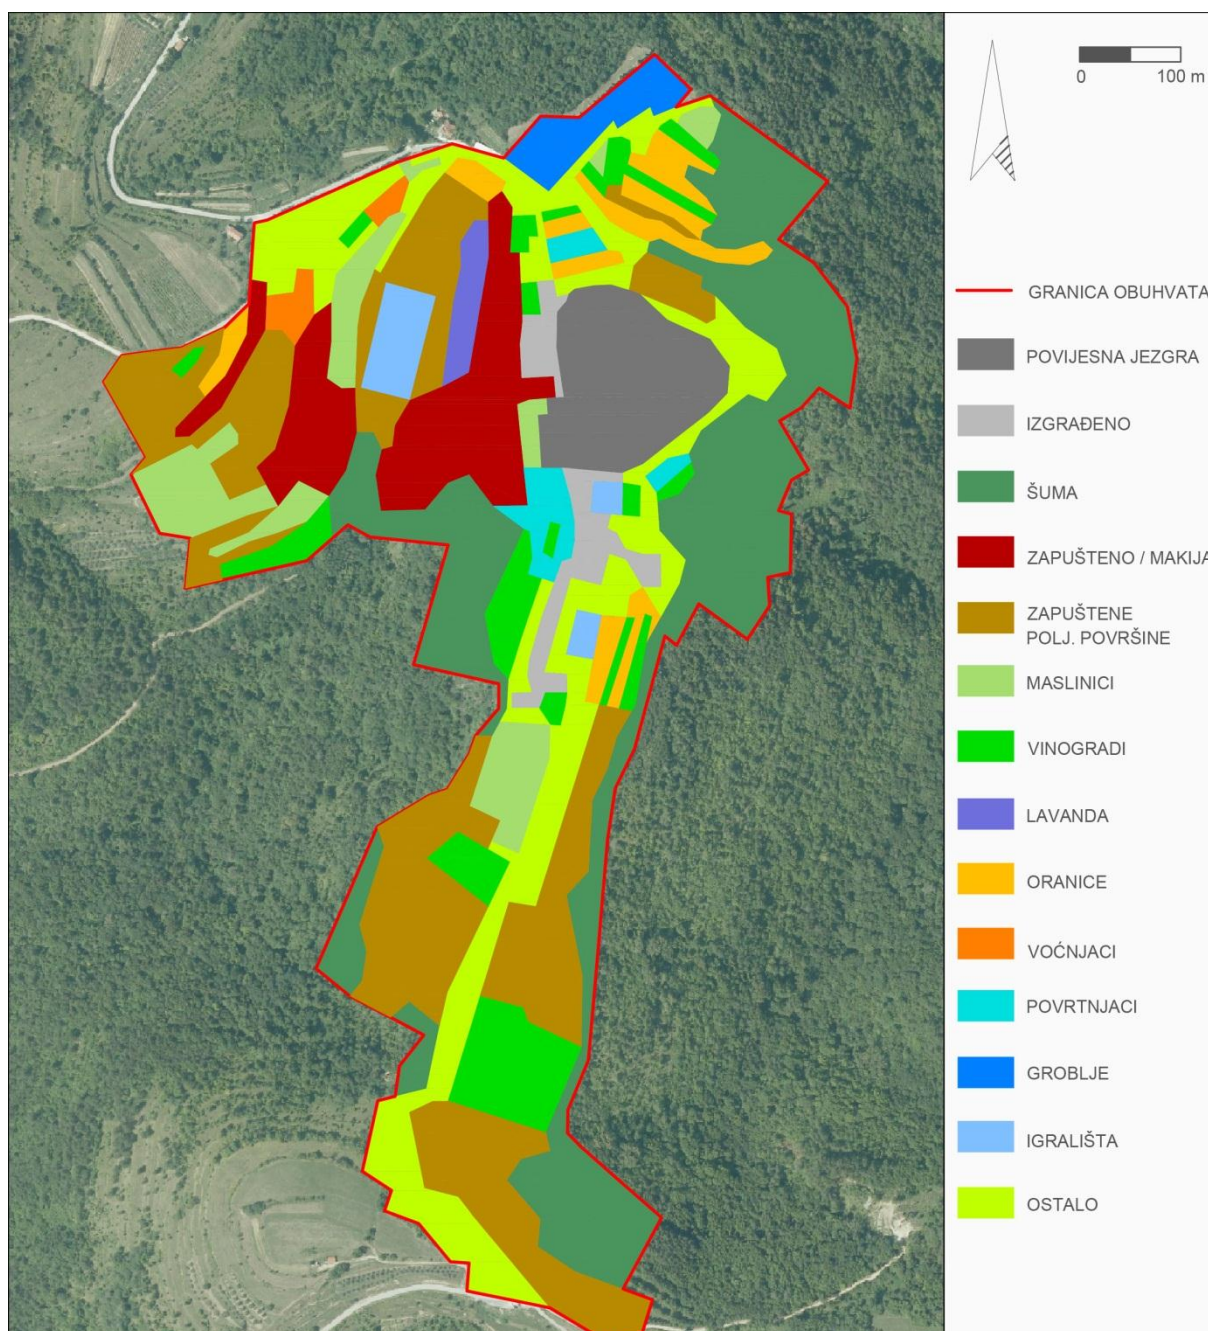 0 100 m
GRANICA OBUHVATA
POVIJESNA JEZGRA
IZGRAĐENO
ŠUMA
ZAPUŠTENO / MAKIJA
ZAPUŠTENE
POLJ. POVRŠINE
MASLINICI
VINOGRADI
LAVANDA
ORANICE
VOĆNJACI
POVRTNJACI
GROBLJE
IGRALIŠTA
OSTALO